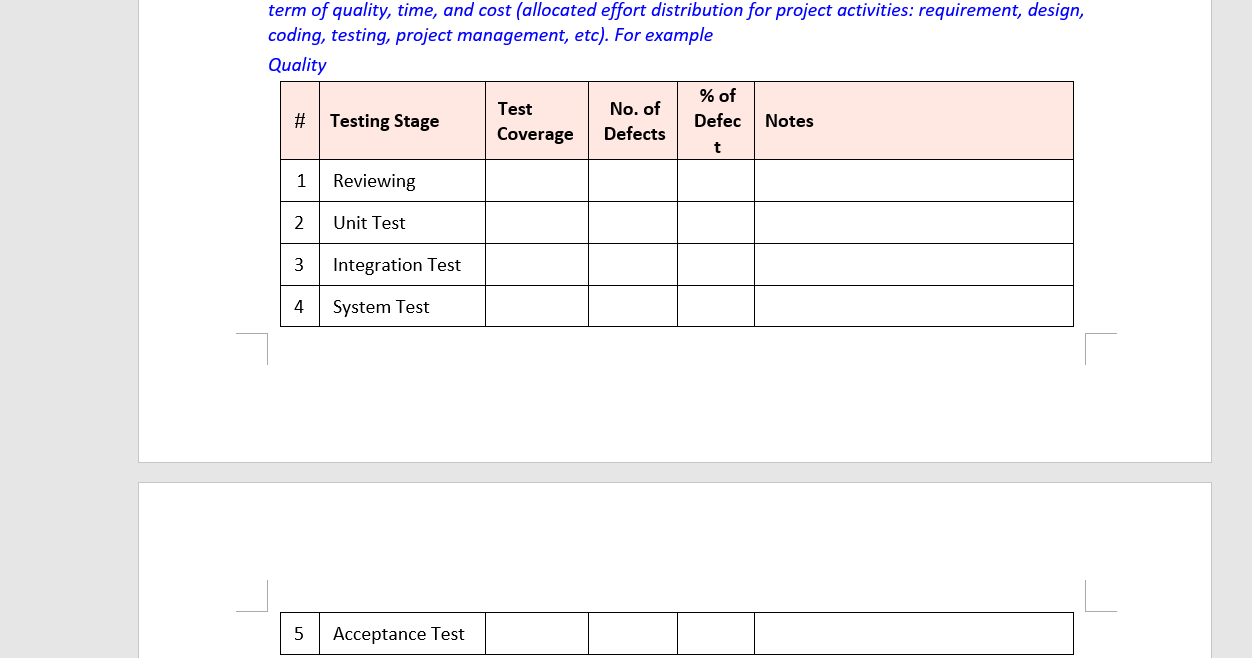 term of quality, time, and cost (allocated effort distribution for project activities: requirement, design,
coding, testing, project management, etc). For example
Quality
# Testing Stage Test Coverage No. of Defects % of Defec t Notes
1 Reviewing
2 Unit Test
3 Integration Test
4 System Test
5 Acceptance Test